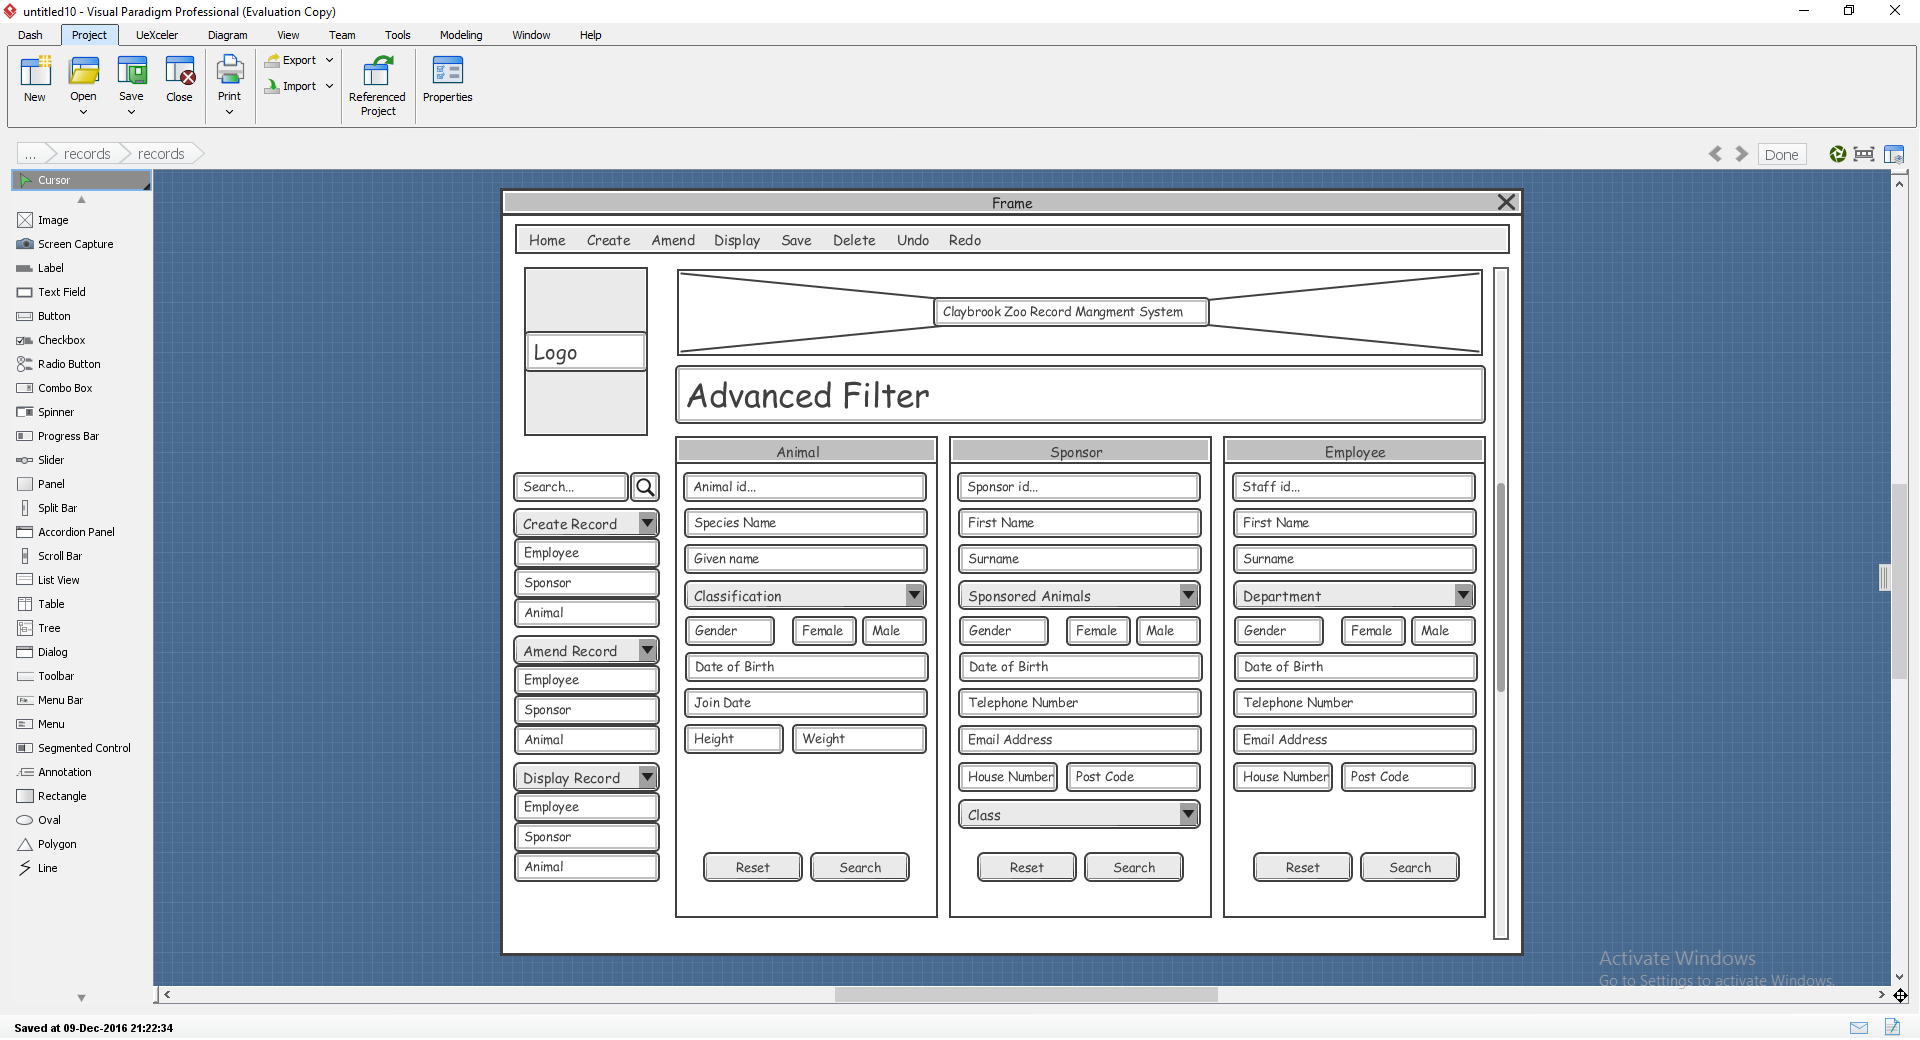 untitled10 - Visual Paradigm Professional (Evaluation Copy)
Dash Project UeXceler Diagram View Team Tools Modeling Window Help
New Open Save Close Print Export Import Referenced Project Properties
... records records Done
Cursor
Image
Screen Capture
Label
Text Field
Button
Checkbox
Radio Button
Combo Box
Spinner
Progress Bar
Slider
Panel
Split Bar
Accordion Panel
Scroll Bar
List View
Table
Tree
Dialog
Toolbar
Menu Bar
Menu
Segmented Control
Annotation
Rectangle
Oval
Polygon
Line
Frame
Home Create Amend Display Save Delete Undo Redo
Logo
Claybrook Zoo Record Mangment System
Advanced Filter
Search...
Create Record
Employee
Sponsor
Animal
Amend Record
Employee
Sponsor
Animal
Display Record
Employee
Sponsor
Animal
Animal
Animal id...
Species Name
Given name
Classification
Gender Female Male
Date of Birth
Join Date
Height Weight
Reset Search
Sponsor
Sponsor id...
First Name
Surname
Sponsored Animals
Gender Female Male
Date of Birth
Telephone Number
Email Address
House Number Post Code
Class
Reset Search
Employee
Staff id...
First Name
Surname
Department
Gender Female Male
Date of Birth
Telephone Number
Email Address
House Number Post Code
Reset Search
Activate Windows
Go to Settings to activate Windows.
Saved at 09-Dec-2016 21:22:34